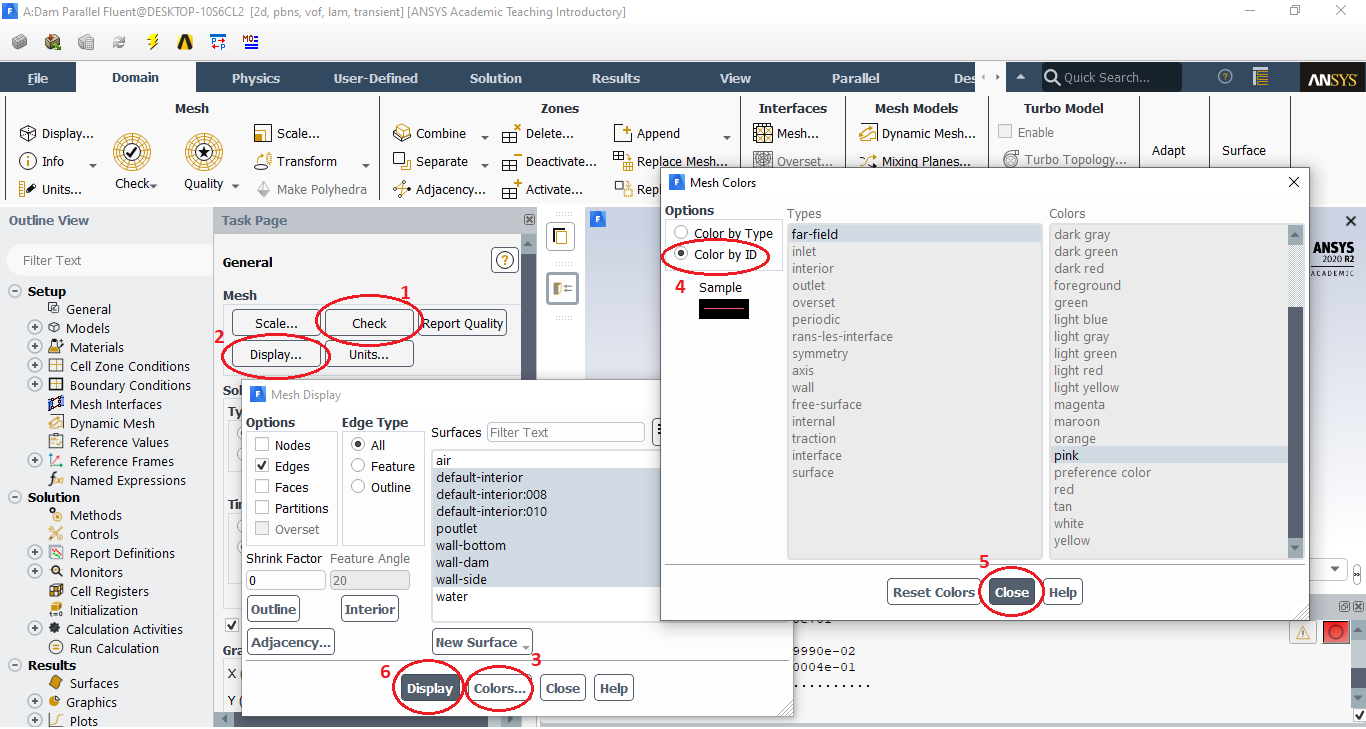 A:Dam Parallel Fluent@DESKTOP-10S6CL2 [2d, pbns, vof, lam, transient] [ANSYS Academic Teaching Introductory]
File Domain Physics User-Defined Solution Results View Parallel Des Quick Search... ANSYS
Mesh
Display...
Info
Units...
Check
Quality
Scale...
Transform
Make Polyhedra
Zones
Combine
Separate
Adjacency...
Delete...
Deactivate...
Activate...
Append
Replace Mesh...
Repl
Interfaces
Mesh...
Overset...
Mesh Models
Dynamic Mesh...
Mixing Planes...
Turbo Model
Enable
Turbo Topology...
Adapt
Surface
Outline View
Filter Text
Setup
General
Models
Materials
Cell Zone Conditions
Boundary Conditions
Mesh Interfaces
Dynamic Mesh
Reference Values
Reference Frames
Named Expressions
Solution
Methods
Controls
Report Definitions
Monitors
Cell Registers
Initialization
Calculation Activities
Run Calculation
Results
Surfaces
Graphics
Plots
Task Page
General
Mesh
1
Scale... Check Report Quality
2
Display... Units...
Sol
Ty
Tin
Gra
X (
Y (
Mesh Display
Options
Nodes
Edges
Faces
Partitions
Overset
Edge Type
All
Feature
Outline
Shrink Factor Feature Angle
0 20
Outline Interior
Adjacency...
Surfaces Filter Text
air
default-interior
default-interior:008
default-interior:010
poutlet
wall-bottom
wall-dam
wall-side
water
New Surface
3
6
Display Colors... Close Help
Mesh Colors
Options
Color by Type
Color by ID
4
Sample
Types
far-field
inlet
interior
outlet
overset
periodic
rans-les-interface
symmetry
axis
wall
free-surface
internal
traction
interface
surface
Colors
dark gray
dark green
dark red
foreground
green
light blue
light gray
light green
light red
light yellow
magenta
maroon
orange
pink
preference color
red
tan
white
yellow
5
Reset Colors Close Help
ANSYS
2020 R2
ACADEMIC
9990e-02
0004e-01
...........